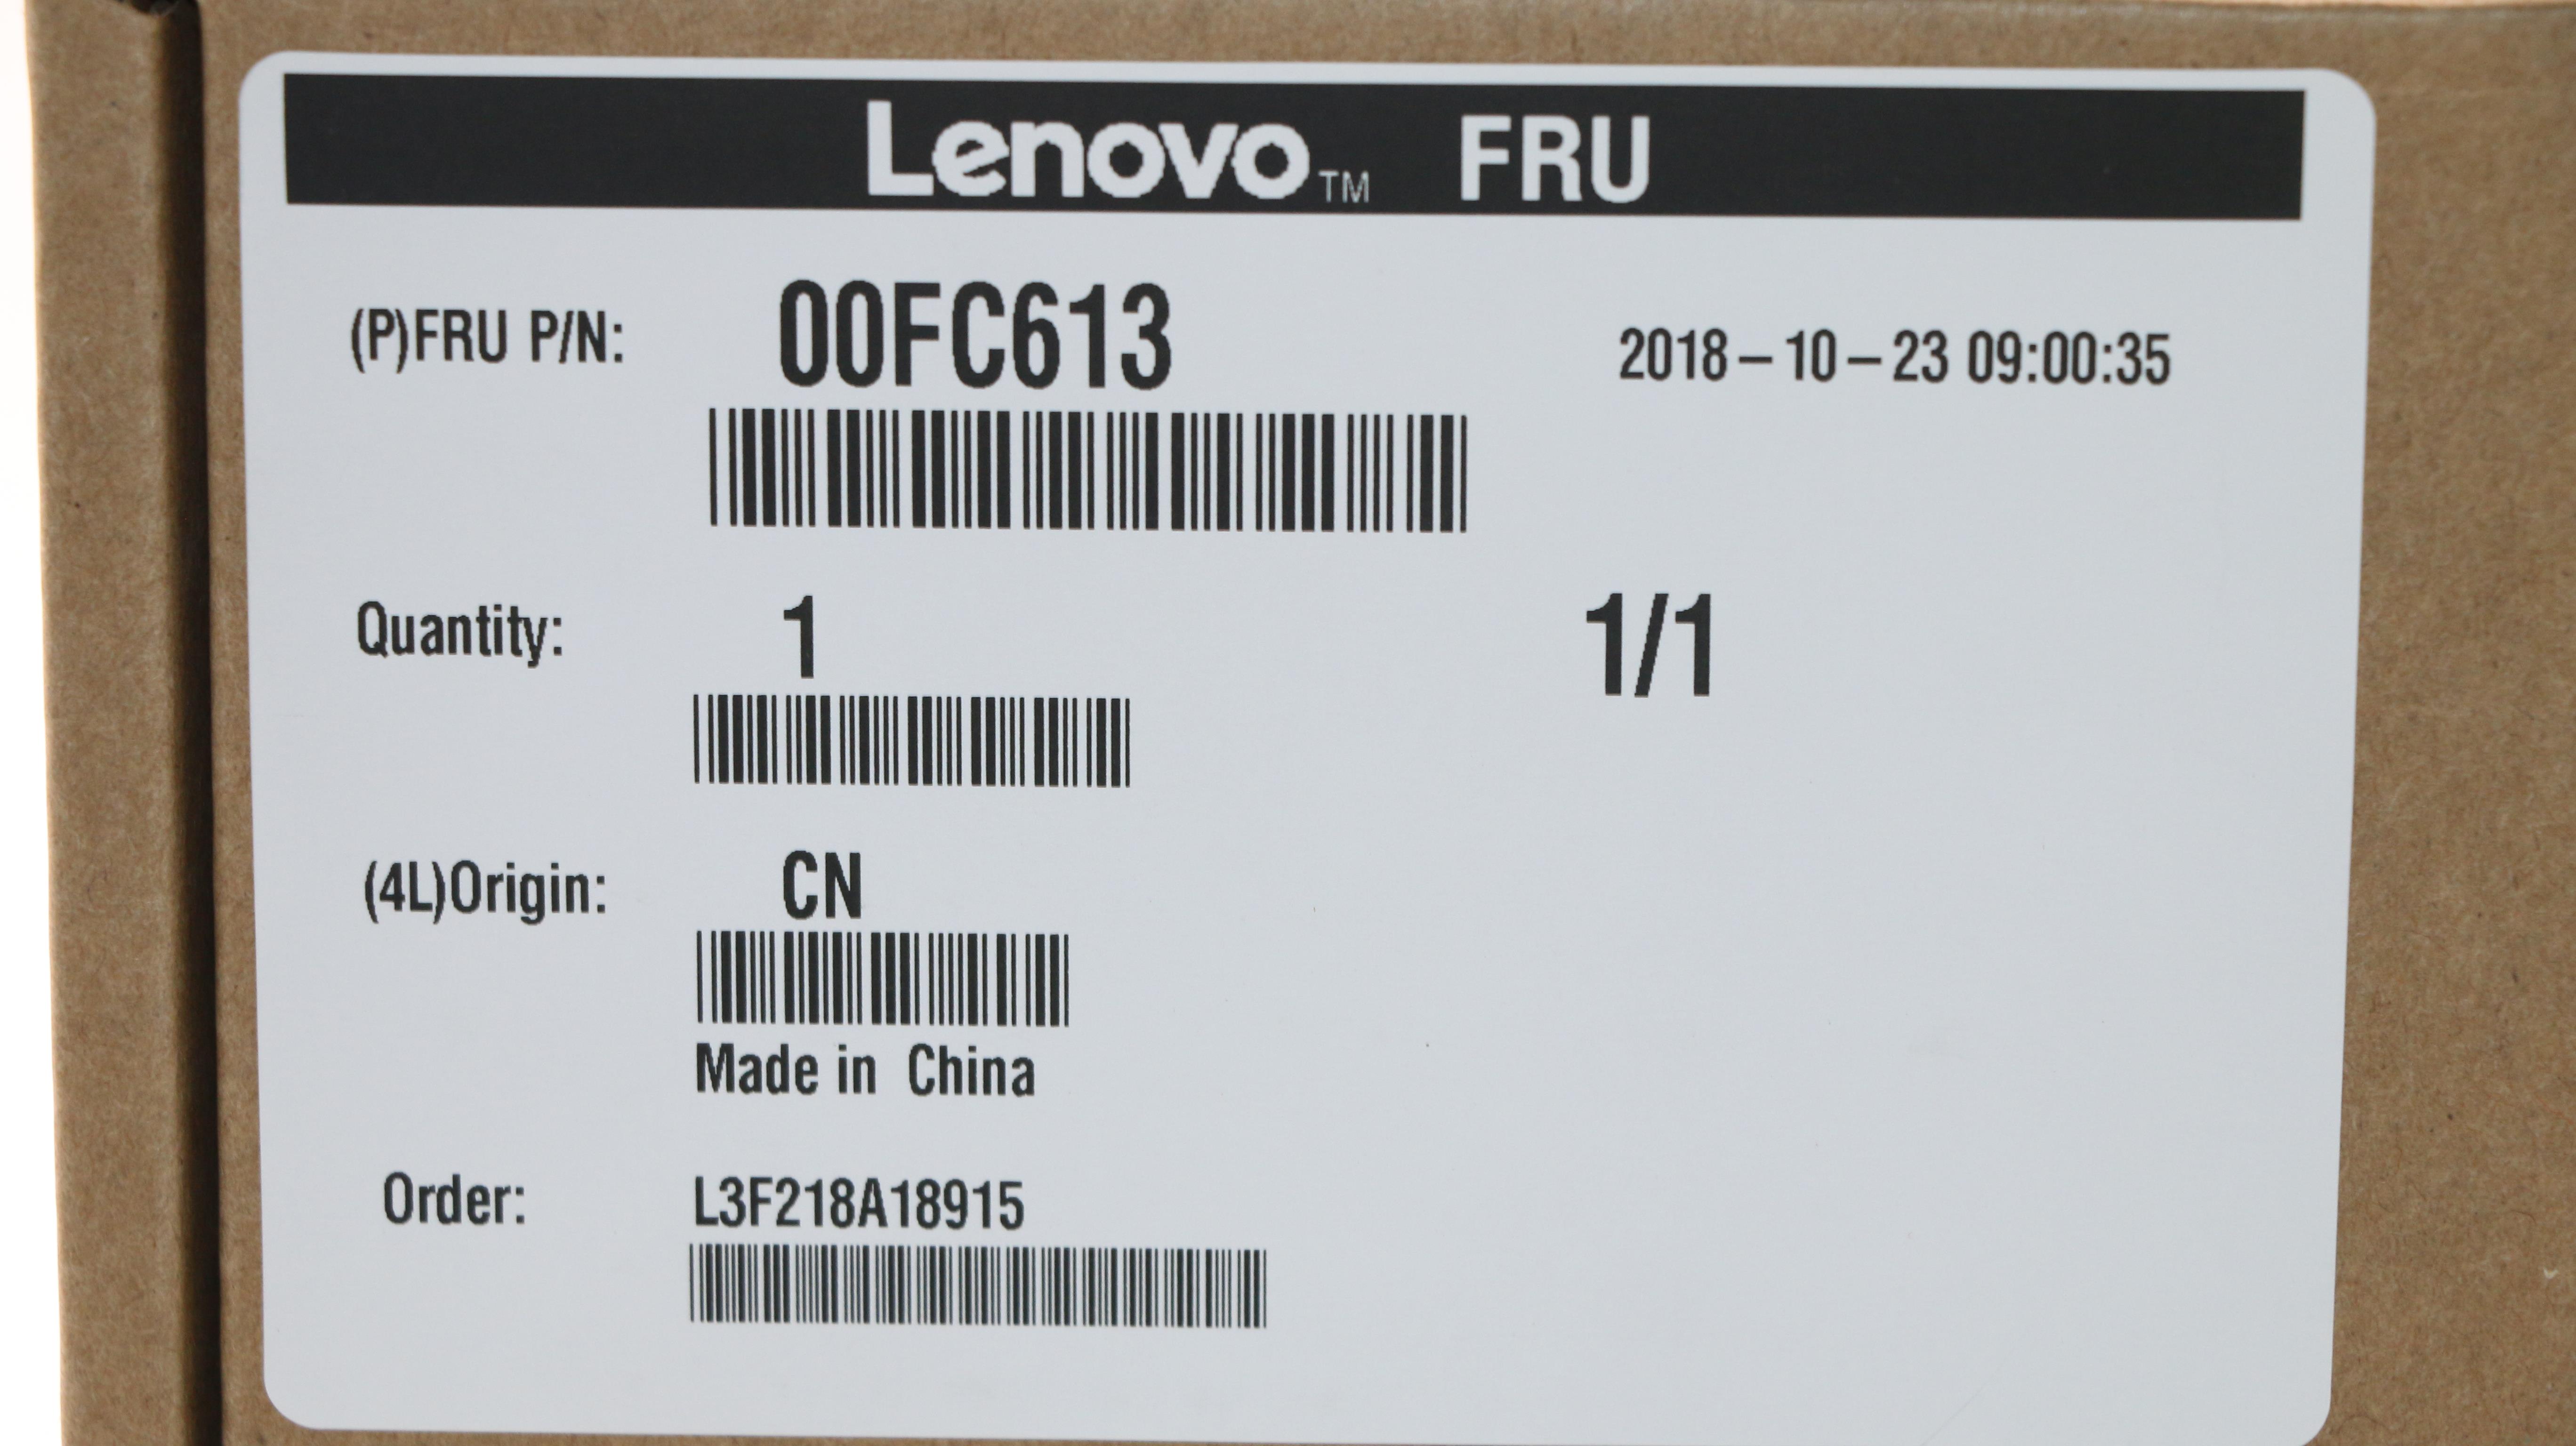 Lenovo™ FRU
(P)FRU P/N: 00FC613 2018-10-23 09:00:35
Quantity: 1 1/1
(4L)Origin: CN
Made in China
Order: L3F218A18915